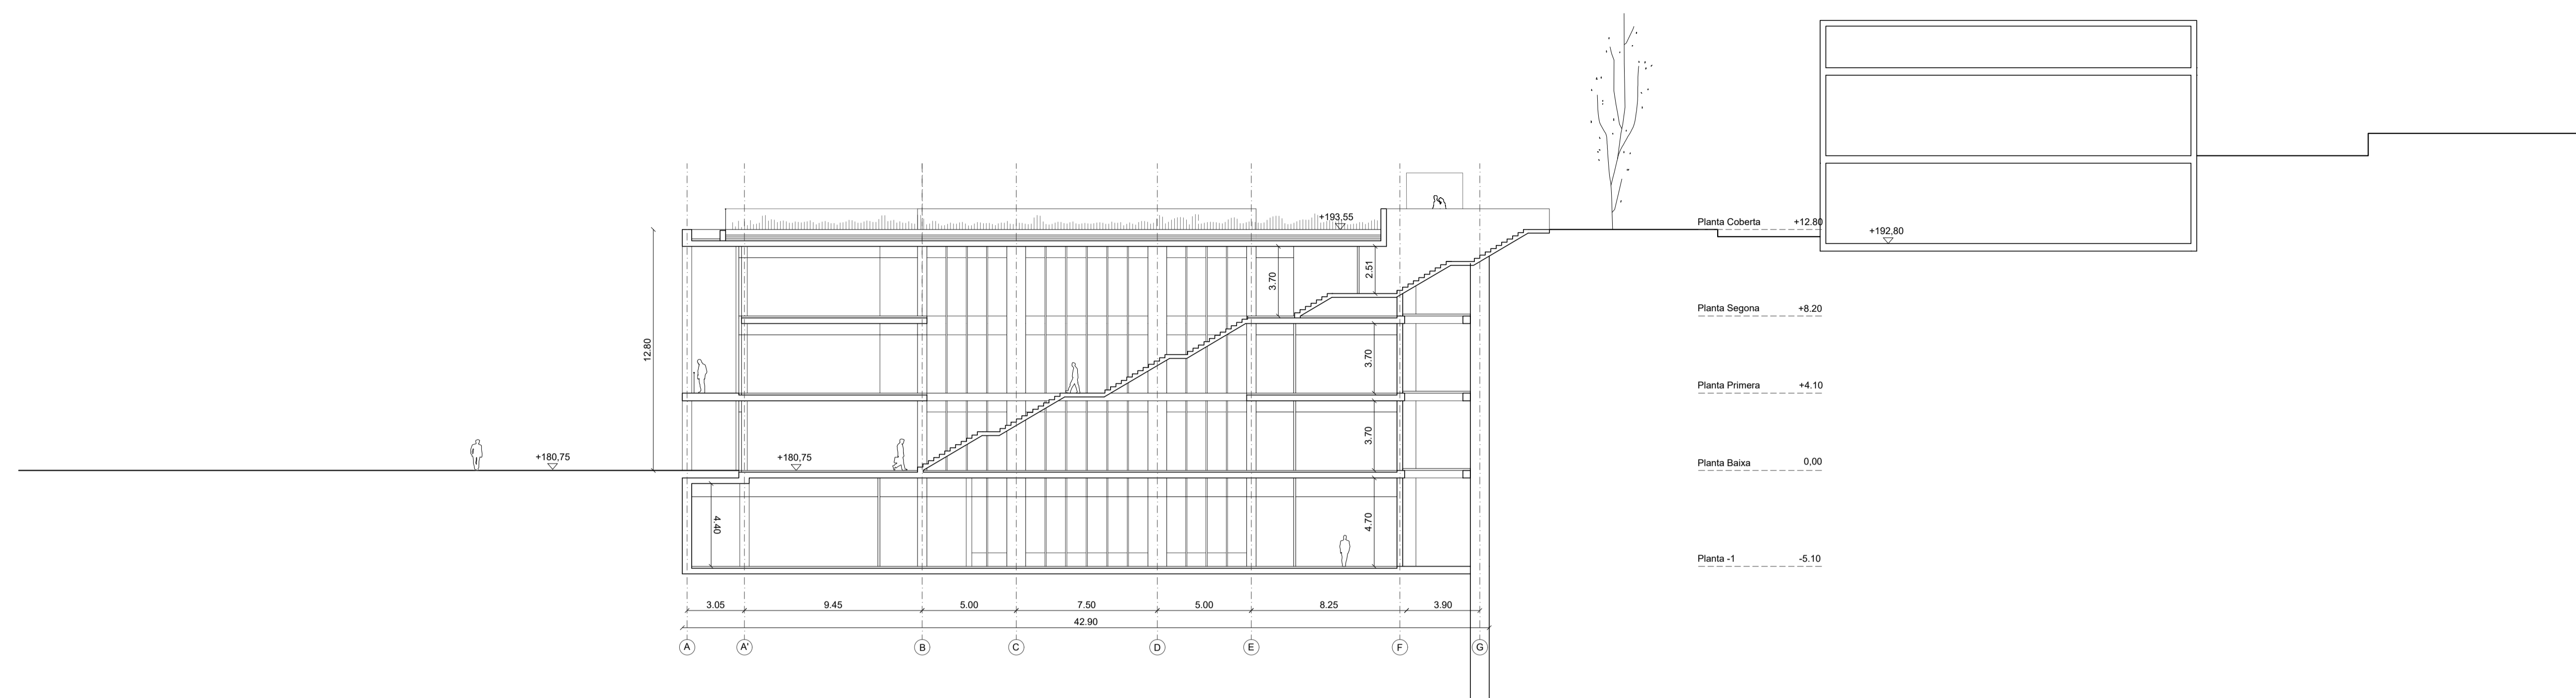 +193,55
Planta Coberta +12.80
+192,80
3.70
2.51
Planta Segona +8.20
12.80
3.70
Planta Primera +4.10
3.70
+180,75
+180,75
Planta Baixa 0,00
4.40
4.70
Planta -1 -5.10
3.05 9.45 5.00 7.50 5.00 8.25 3.90
42.90
A A' B C D E F G